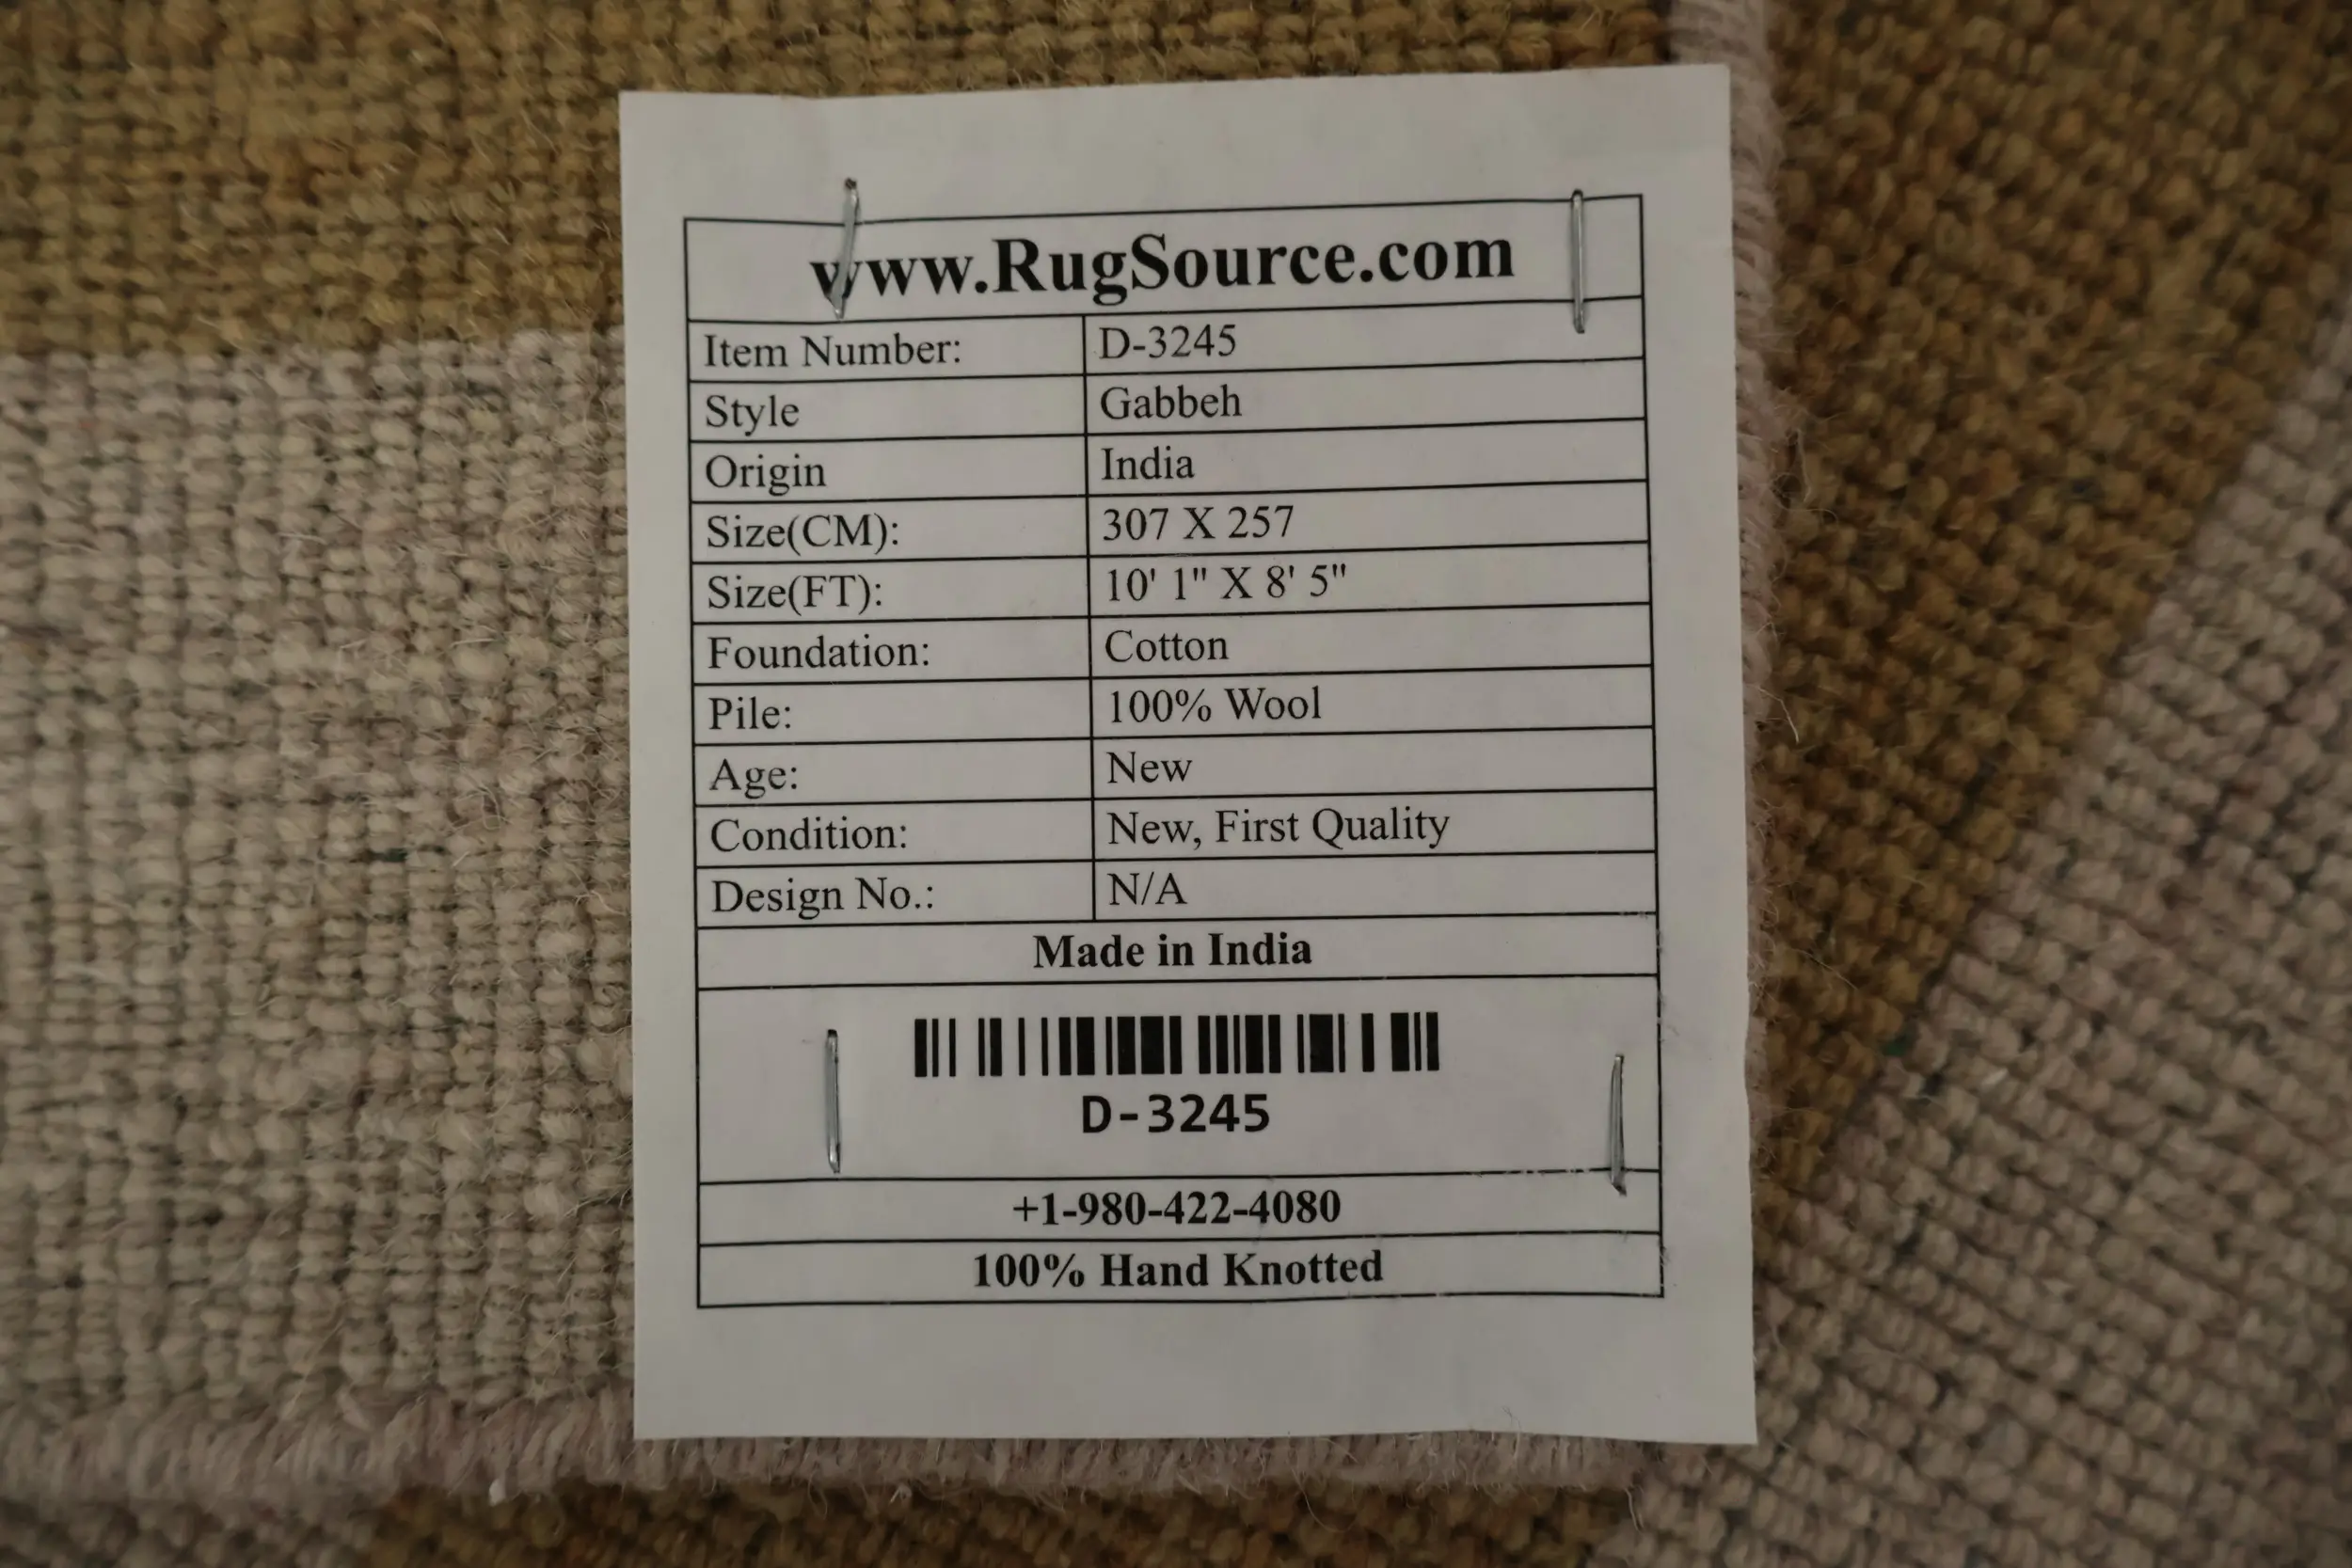 www.RugSource.com
Item Number: D-3245
Style Gabbeh
Origin India
Size(CM): 307 X 257
Size(FT): 10' 1" X 8' 5"
Foundation: Cotton
Pile: 100% Wool
Age: New
Condition: New, First Quality
Design No.: N/A
Made in India
D-3245
+1-980-422-4080
100% Hand Knotted